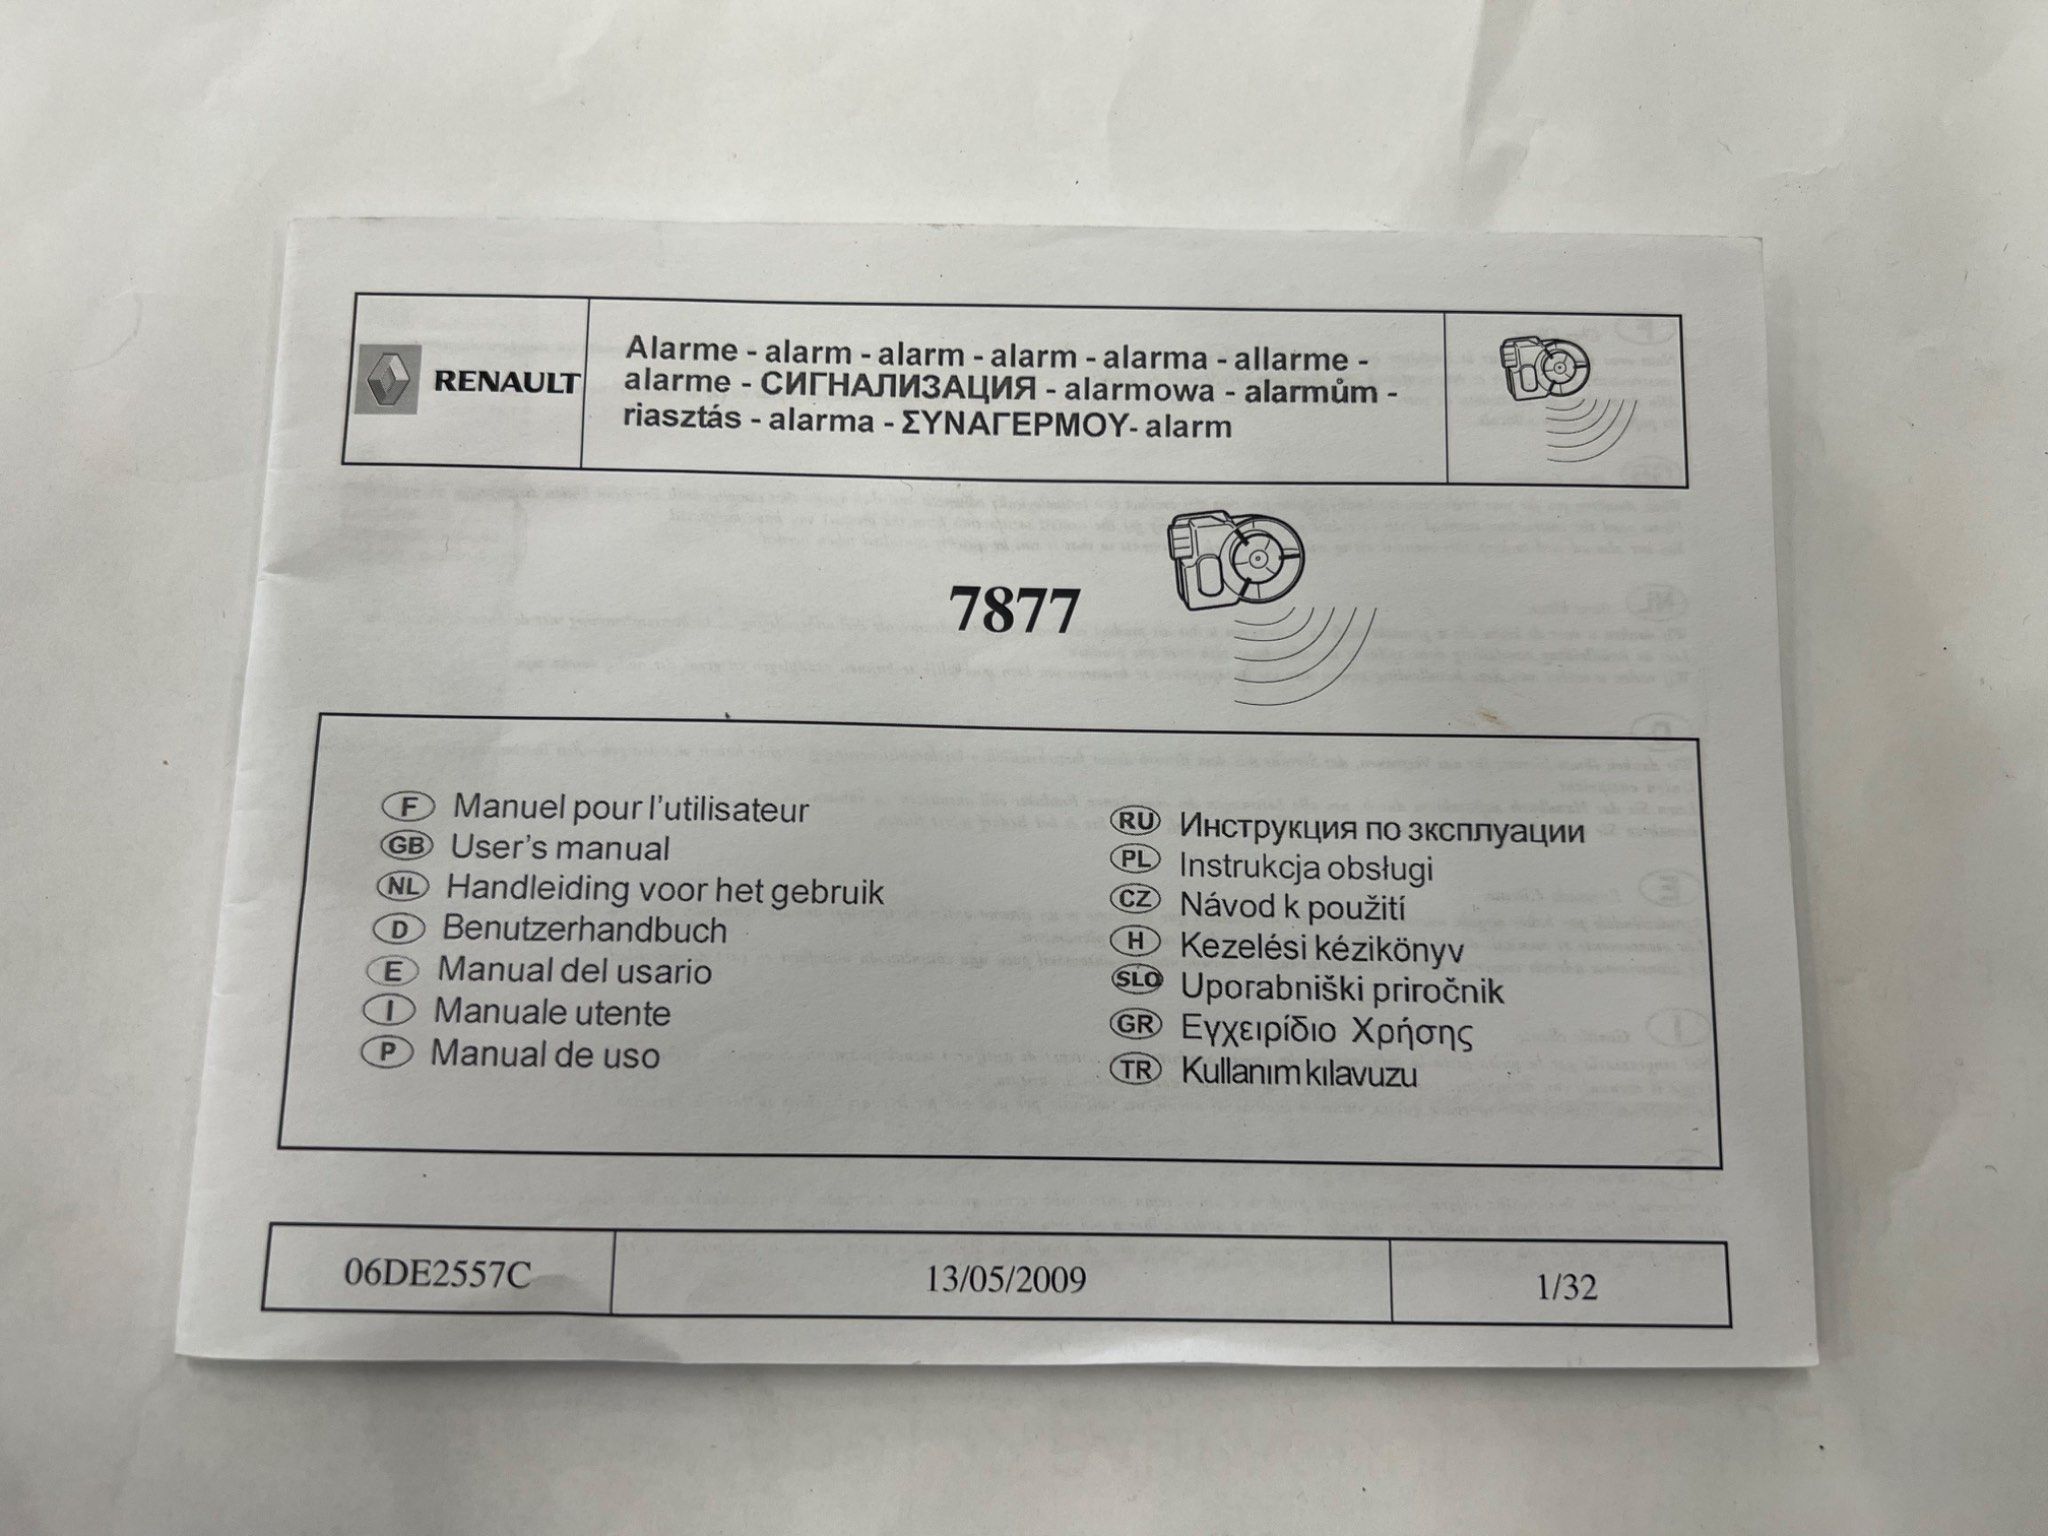 RENAULT
Alarme - alarm - alarm - alarm - alarma - allarme -
alarme - СИГНАЛИЗАЦИЯ - alarmowa - alarmům -
riasztás - alarma - ΣΥΝΑΓΕΡΜΟΥ- alarm
7877
F Manuel pour l'utilisateur
GB User's manual
NL Handleiding voor het gebruik
D Benutzerhandbuch
E Manual del usario
I Manuale utente
P Manual de uso
RU Инструкция по зксплуации
PL Instrukcja obsługi
CZ Návod k použití
H Kezelési kézikönyv
SLO Uporabniški priročnik
GR Εγχειρίδιο Χρήσης
TR Kullanım kılavuzu
06DE2557C
13/05/2009
1/32